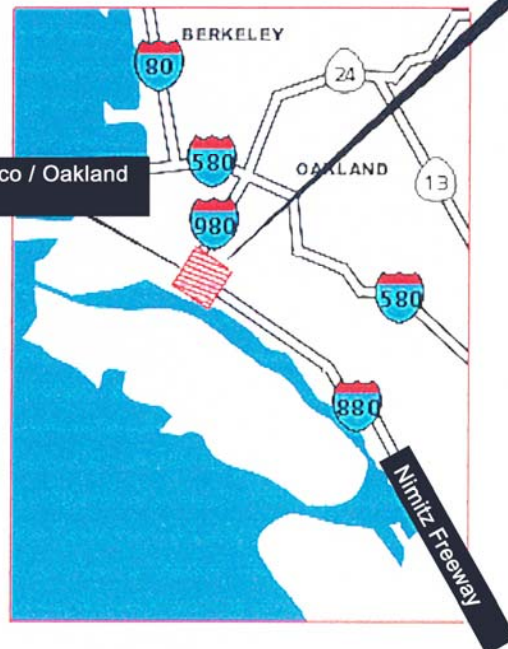 BERKELEY
80
24
580
OAKLAND
co / Oakland
13
980
580
880
Nimitz Freeway